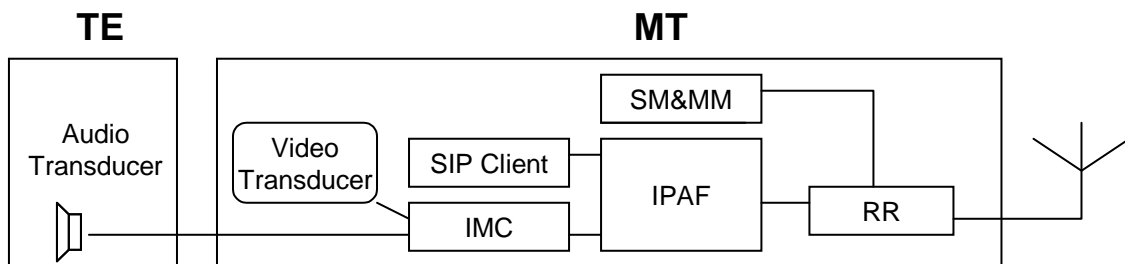 TE
MT
Audio
Transducer
Video
Transducer
SM&MM
SIP Client
IMC
IPAF
RR